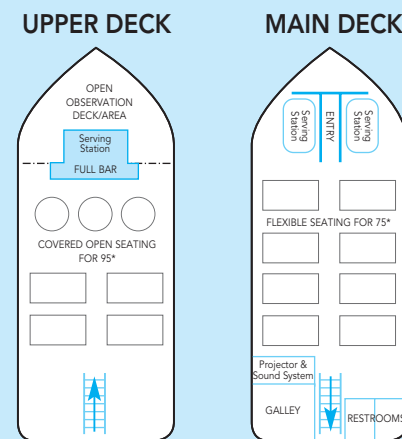 UPPER DECK
OPEN
OBSERVATION
DECK/AREA
Serving
Station
FULL BAR
COVERED OPEN SEATING
FOR 95*
MAIN DECK
Serving
Station
ENTRY
Serving
Station
FLEXIBLE SEATING FOR 75*
Projector &
Sound System
GALLEY
RESTROOMS